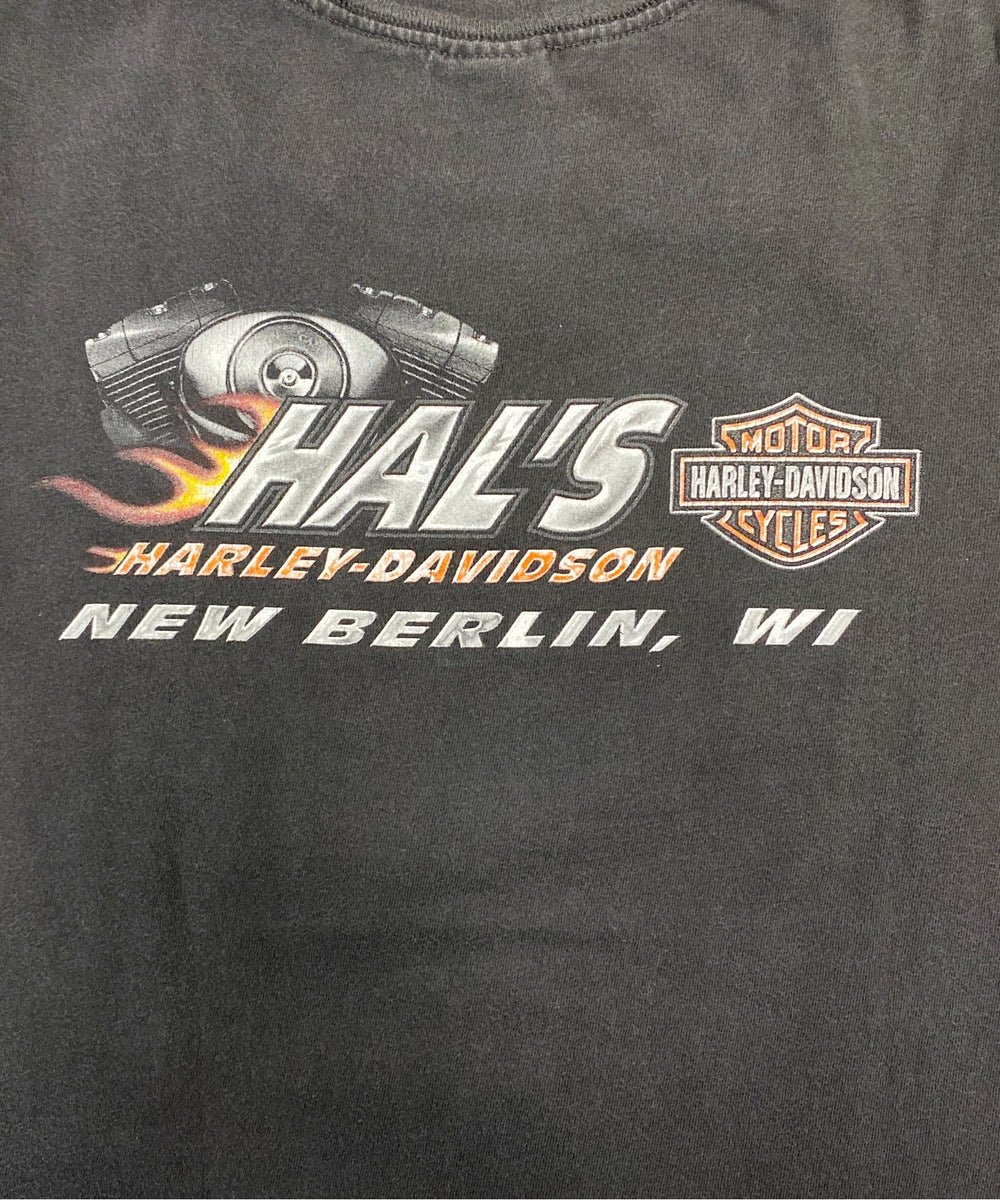 HAL'S
HARLEY-DAVIDSON
NEW BERLIN, WI
MOTOR
HARLEY-DAVIDSON
CYCLES